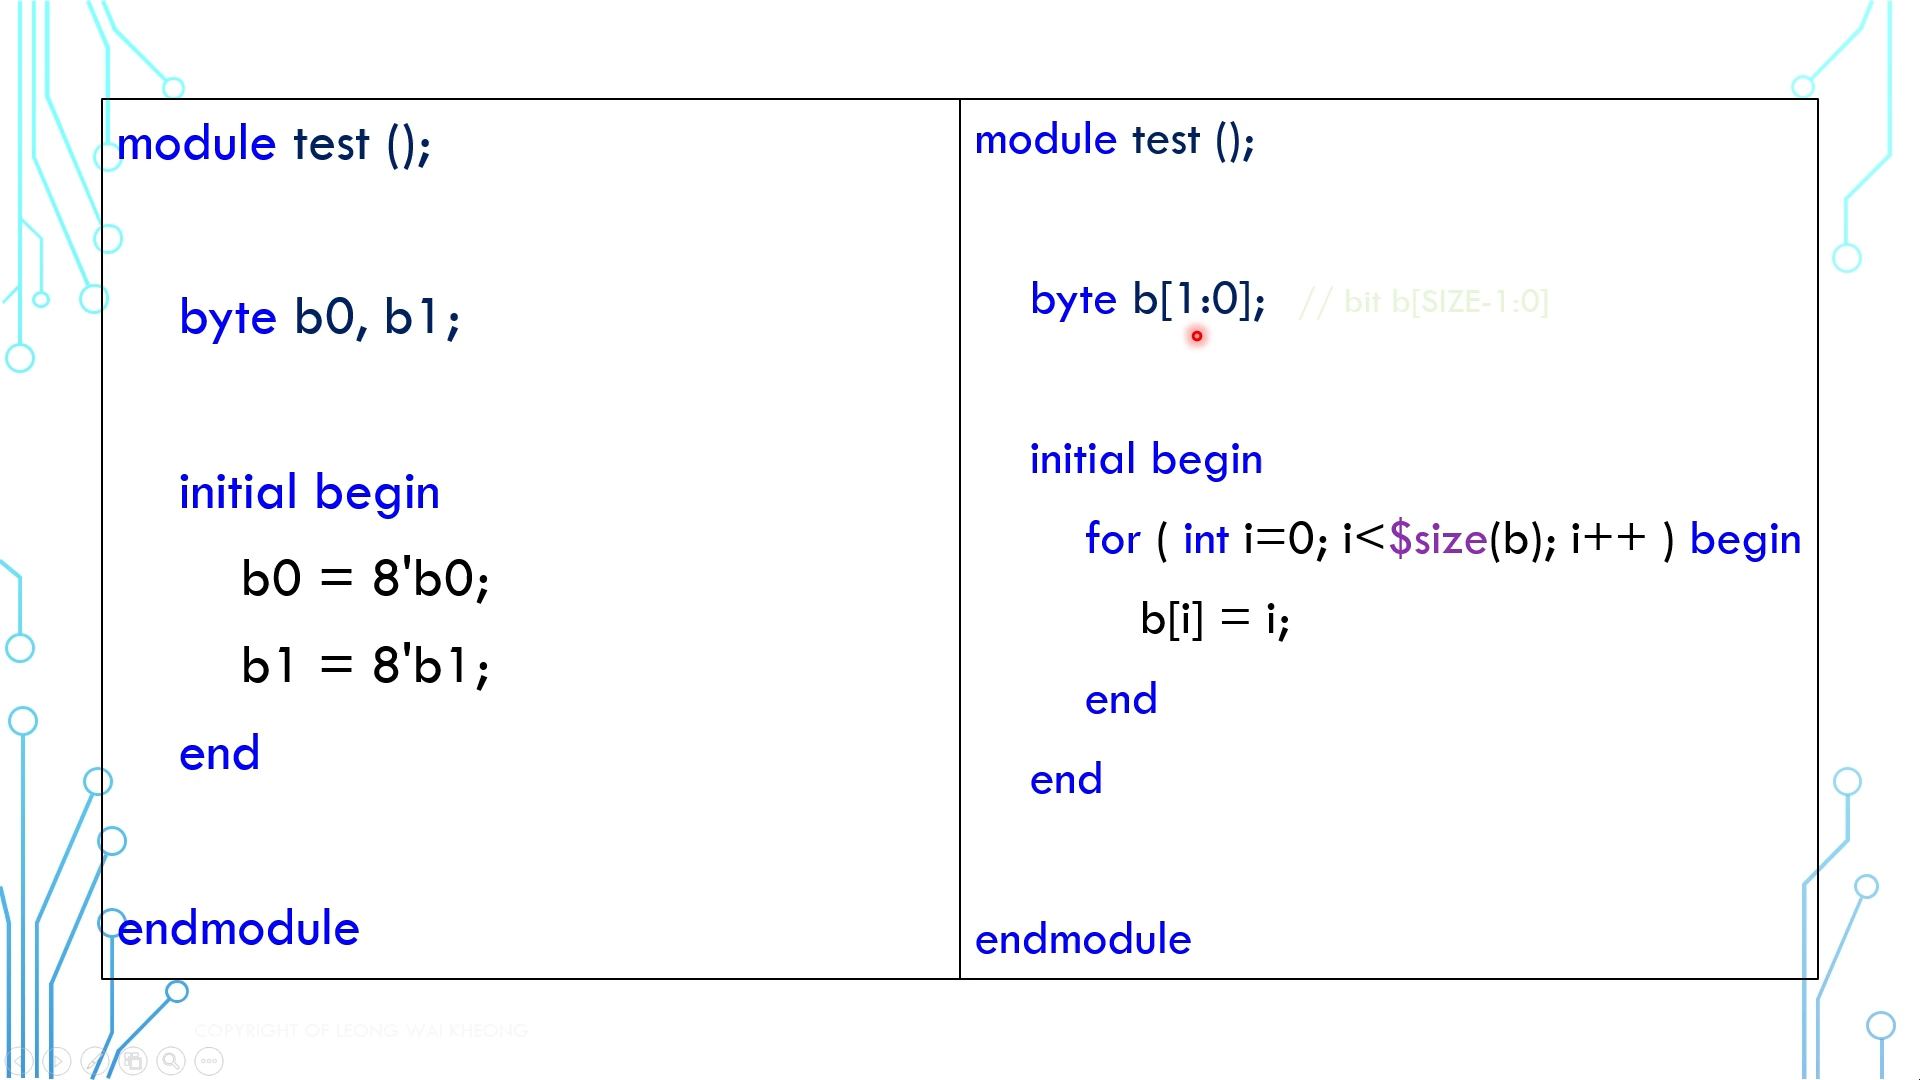 module test ();
byte b0, b1;
initial begin
b0 = 8'b0;
b1 = 8'b1;
end
endmodule
module test ();
byte b[1:0]; // bit b[SIZE-1:0]
initial begin
for ( int i=0; i<$size(b); i++ ) begin
b[i] = i;
end
end
endmodule
COPYRIGHT OF LEONG WAI KHEONG